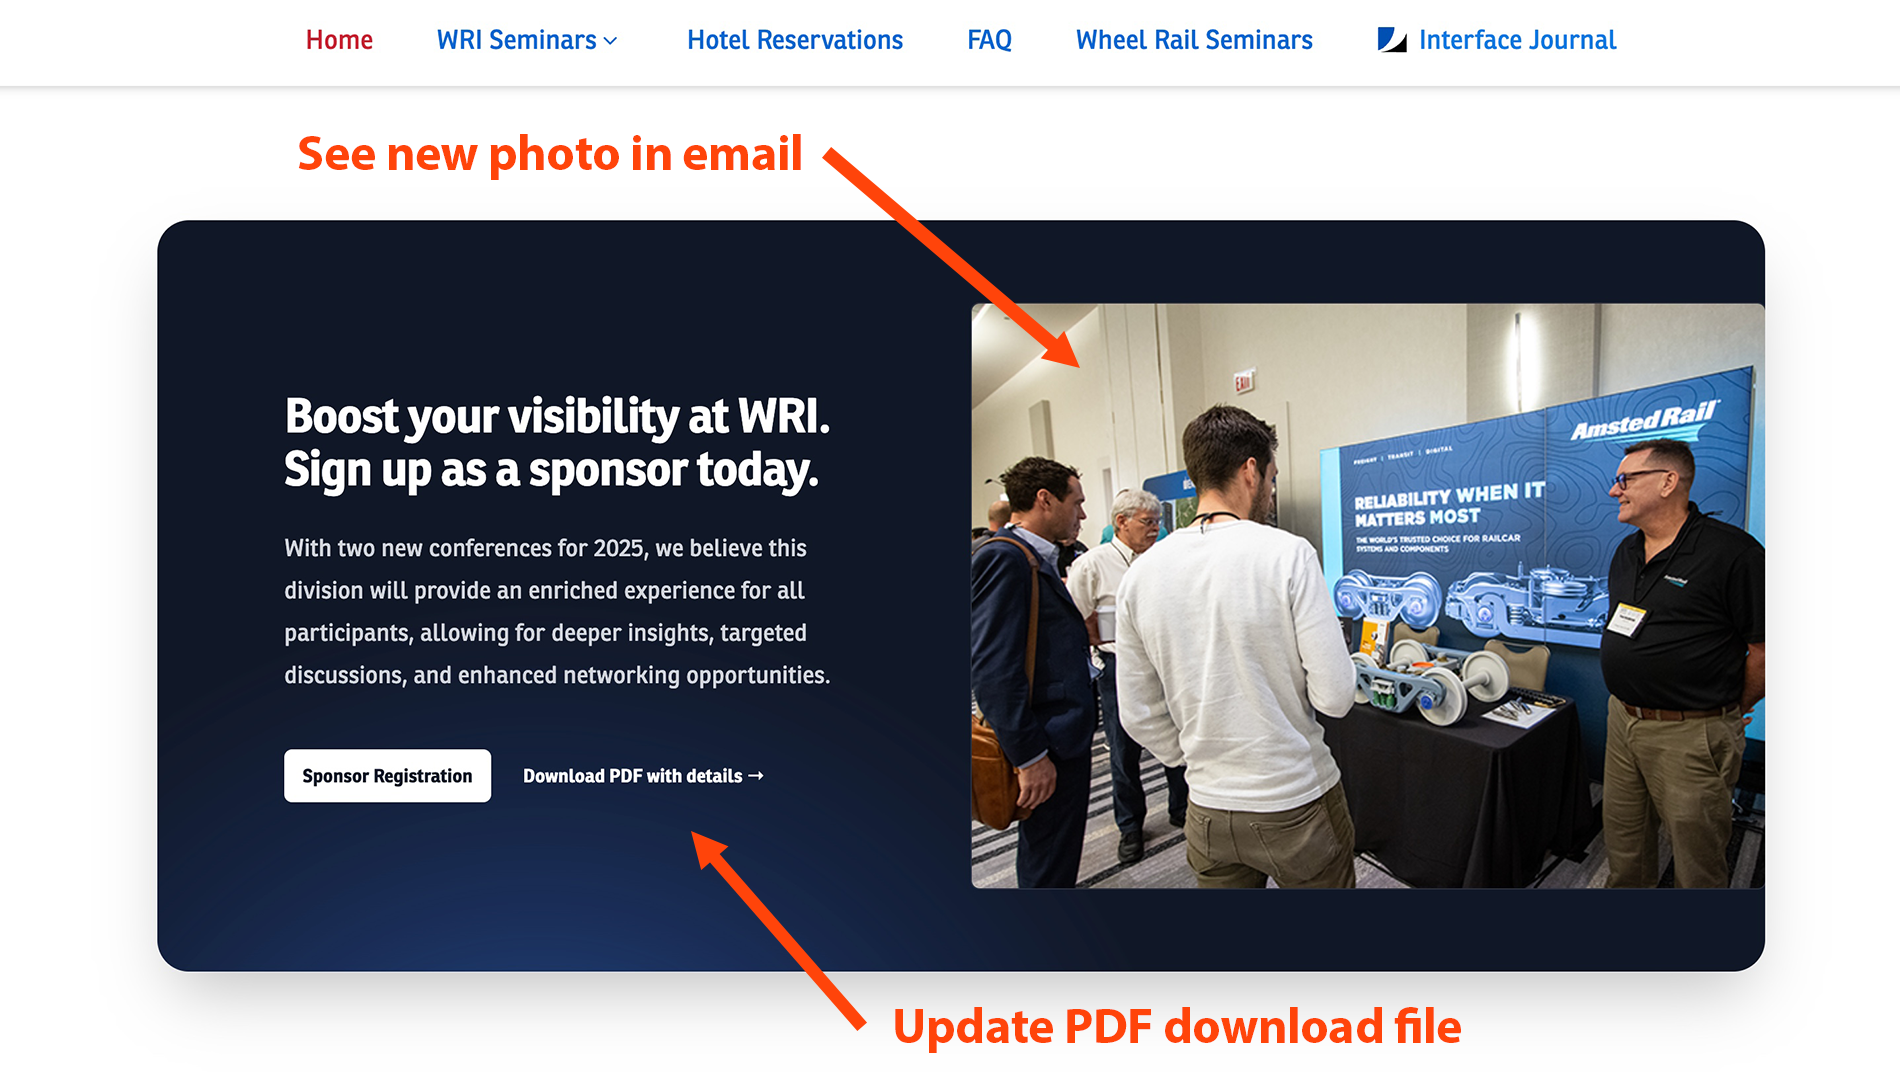 Home WRI Seminars Hotel Reservations FAQ Wheel Rail Seminars Interface Journal
See new photo in email
Boost your visibility at WRI.
Sign up as a sponsor today.
With two new conferences for 2025, we believe this
division will provide an enriched experience for all
participants, allowing for deeper insights, targeted
discussions, and enhanced networking opportunities.
Sponsor Registration Download PDF with details →
EXIT
Amsted Rail
FREIGHT | TRANSIT | DIGITAL
RELIABILITY WHEN IT
MATTERS MOST
THE WORLD'S TRUSTED CHOICE FOR RAILCAR
SYSTEMS AND COMPONENTS
Update PDF download file